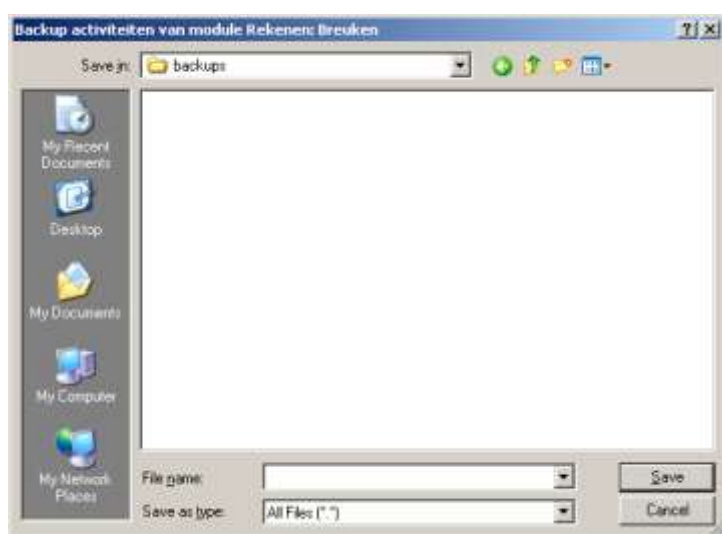 Backup activiteiten van module Rekenen: Breuken
Save in: backups
My Recent
Documents
Desktop
My Documents
My Computer
My Network
Places
File name: Save
Save as type: All Files (*.*) Cancel